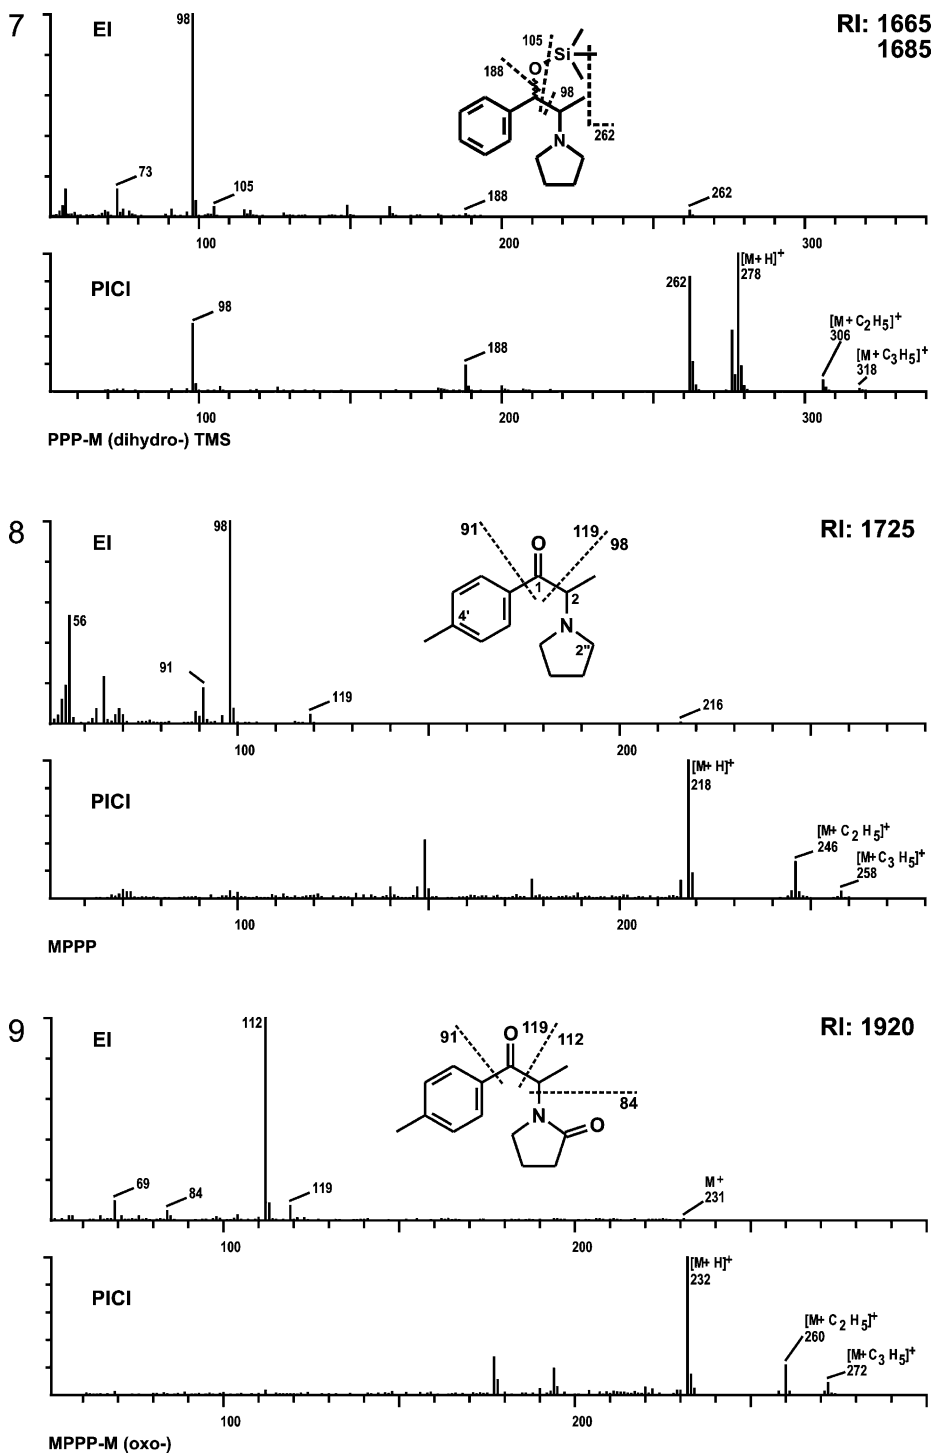 7
EI
RI: 1665
1685
98
73
105
188
262
105
Si
O
188
98
N
262
100
200
300
PICI
98
188
262
[M+H]+
278
[M+C2H5]+
306
[M+C3H5]+
318
100
200
300
PPP-M (dihydro-) TMS
8
EI
RI: 1725
98
56
91
119
216
91
O
119
98
1
2
4'
N
2"
100
200
PICI
[M+H]+
218
[M+C2H5]+
246
[M+C3H5]+
258
100
200
MPPP
9
EI
RI: 1920
112
69
84
119
M+
231
91
O
119
112
84
N
O
100
200
PICI
[M+H]+
232
[M+C2H5]+
260
[M+C3H5]+
272
100
200
MPPP-M (oxo-)